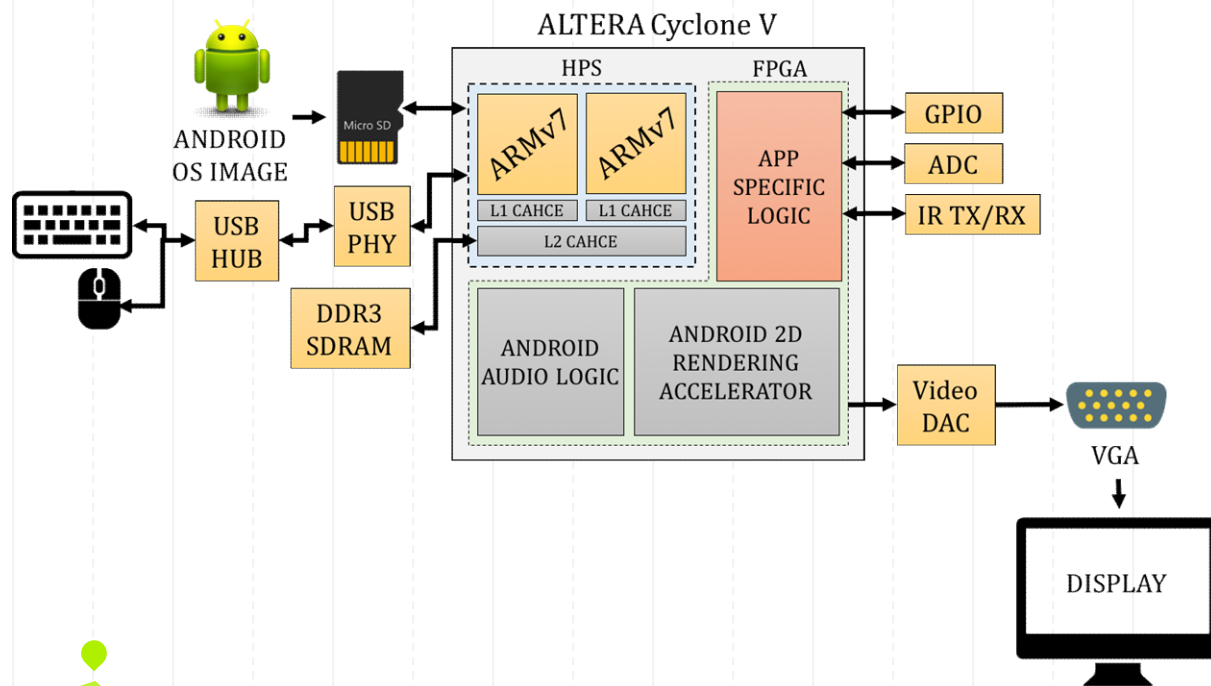 ALTERA Cyclone V
HPS
FPGA
ANDROID
OS IMAGE
Micro SD
ARMv7
ARMv7
L1 CAHCE
L1 CAHCE
L2 CAHCE
APP
SPECIFIC
LOGIC
GPIO
ADC
IR TX/RX
USB
HUB
USB
PHY
DDR3
SDRAM
ANDROID
AUDIO LOGIC
ANDROID 2D
RENDERING
ACCELERATOR
Video
DAC
VGA
DISPLAY